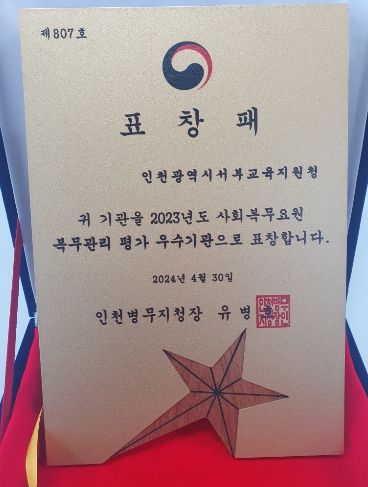 제807호
표창패
인천광역시서부교육지원청
귀 기관을 2023년도 사회복무요원
복무관리 평가 우수기관으로 표창합니다.
2024년 4월 30일
인천병무지청장 유병호